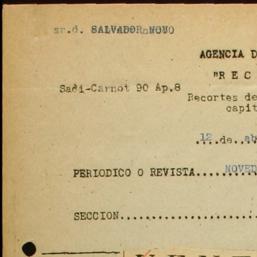 sr.d. SALVADOR NOVO
AGENCIA D
"REC
Sadi-Carnot 90 Ap.8
Recortes de
capit
....12.de..ab
PERIODICO O REVISTA..........NOVED
SECCION....................